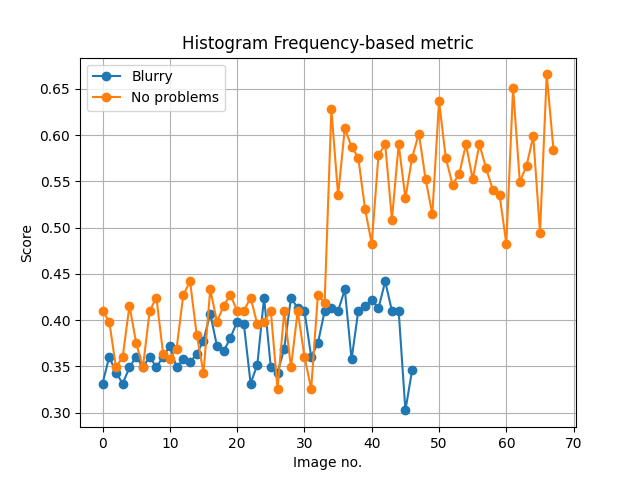 Histogram Frequency-based metric
Blurry
No problems
0.65
0.60
0.55
0.50
0.45
0.40
0.35
0.30
Score
0 10 20 30 40 50 60 70
Image no.